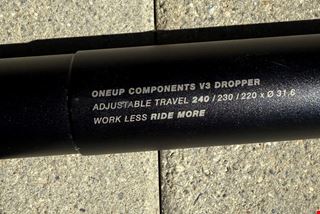 ONEUP COMPONENTS V3 DROPPER
ADJUSTABLE TRAVEL 240 / 230 / 220 x Ø 31,6
WORK LESS RIDE MORE